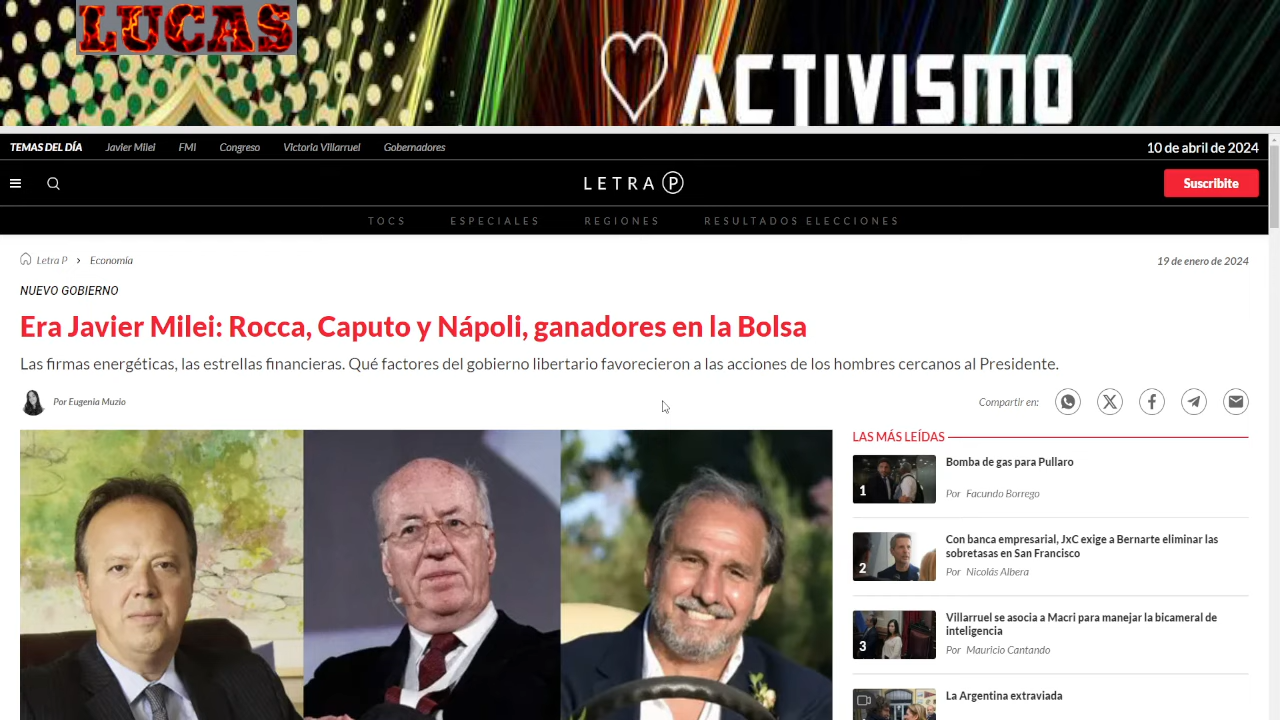 LUCAS
ACTIVISMO
TEMAS DEL DÍA Javier Milei FMI Congreso Victoria Villarruel Gobernadores 10 de abril de 2024
LETRA P Suscribite
TOCS ESPECIALES REGIONES RESULTADOS ELECCIONES
Letra P › Economía 19 de enero de 2024
NUEVO GOBIERNO
Era Javier Milei: Rocca, Caputo y Nápoli, ganadores en la Bolsa
Las firmas energéticas, las estrellas financieras. Qué factores del gobierno libertario favorecieron a las acciones de los hombres cercanos al Presidente.
Por Eugenia Muzio Compartir en:
LAS MÁS LEÍDAS
1 Bomba de gas para Pullaro
Por Facundo Borrego
2 Con banca empresarial, JxC exige a Bernarte eliminar las
sobretasas en San Francisco
Por Nicolás Albera
3 Villarruel se asocia a Macri para manejar la bicameral de
inteligencia
Por Mauricio Cantando
La Argentina extraviada